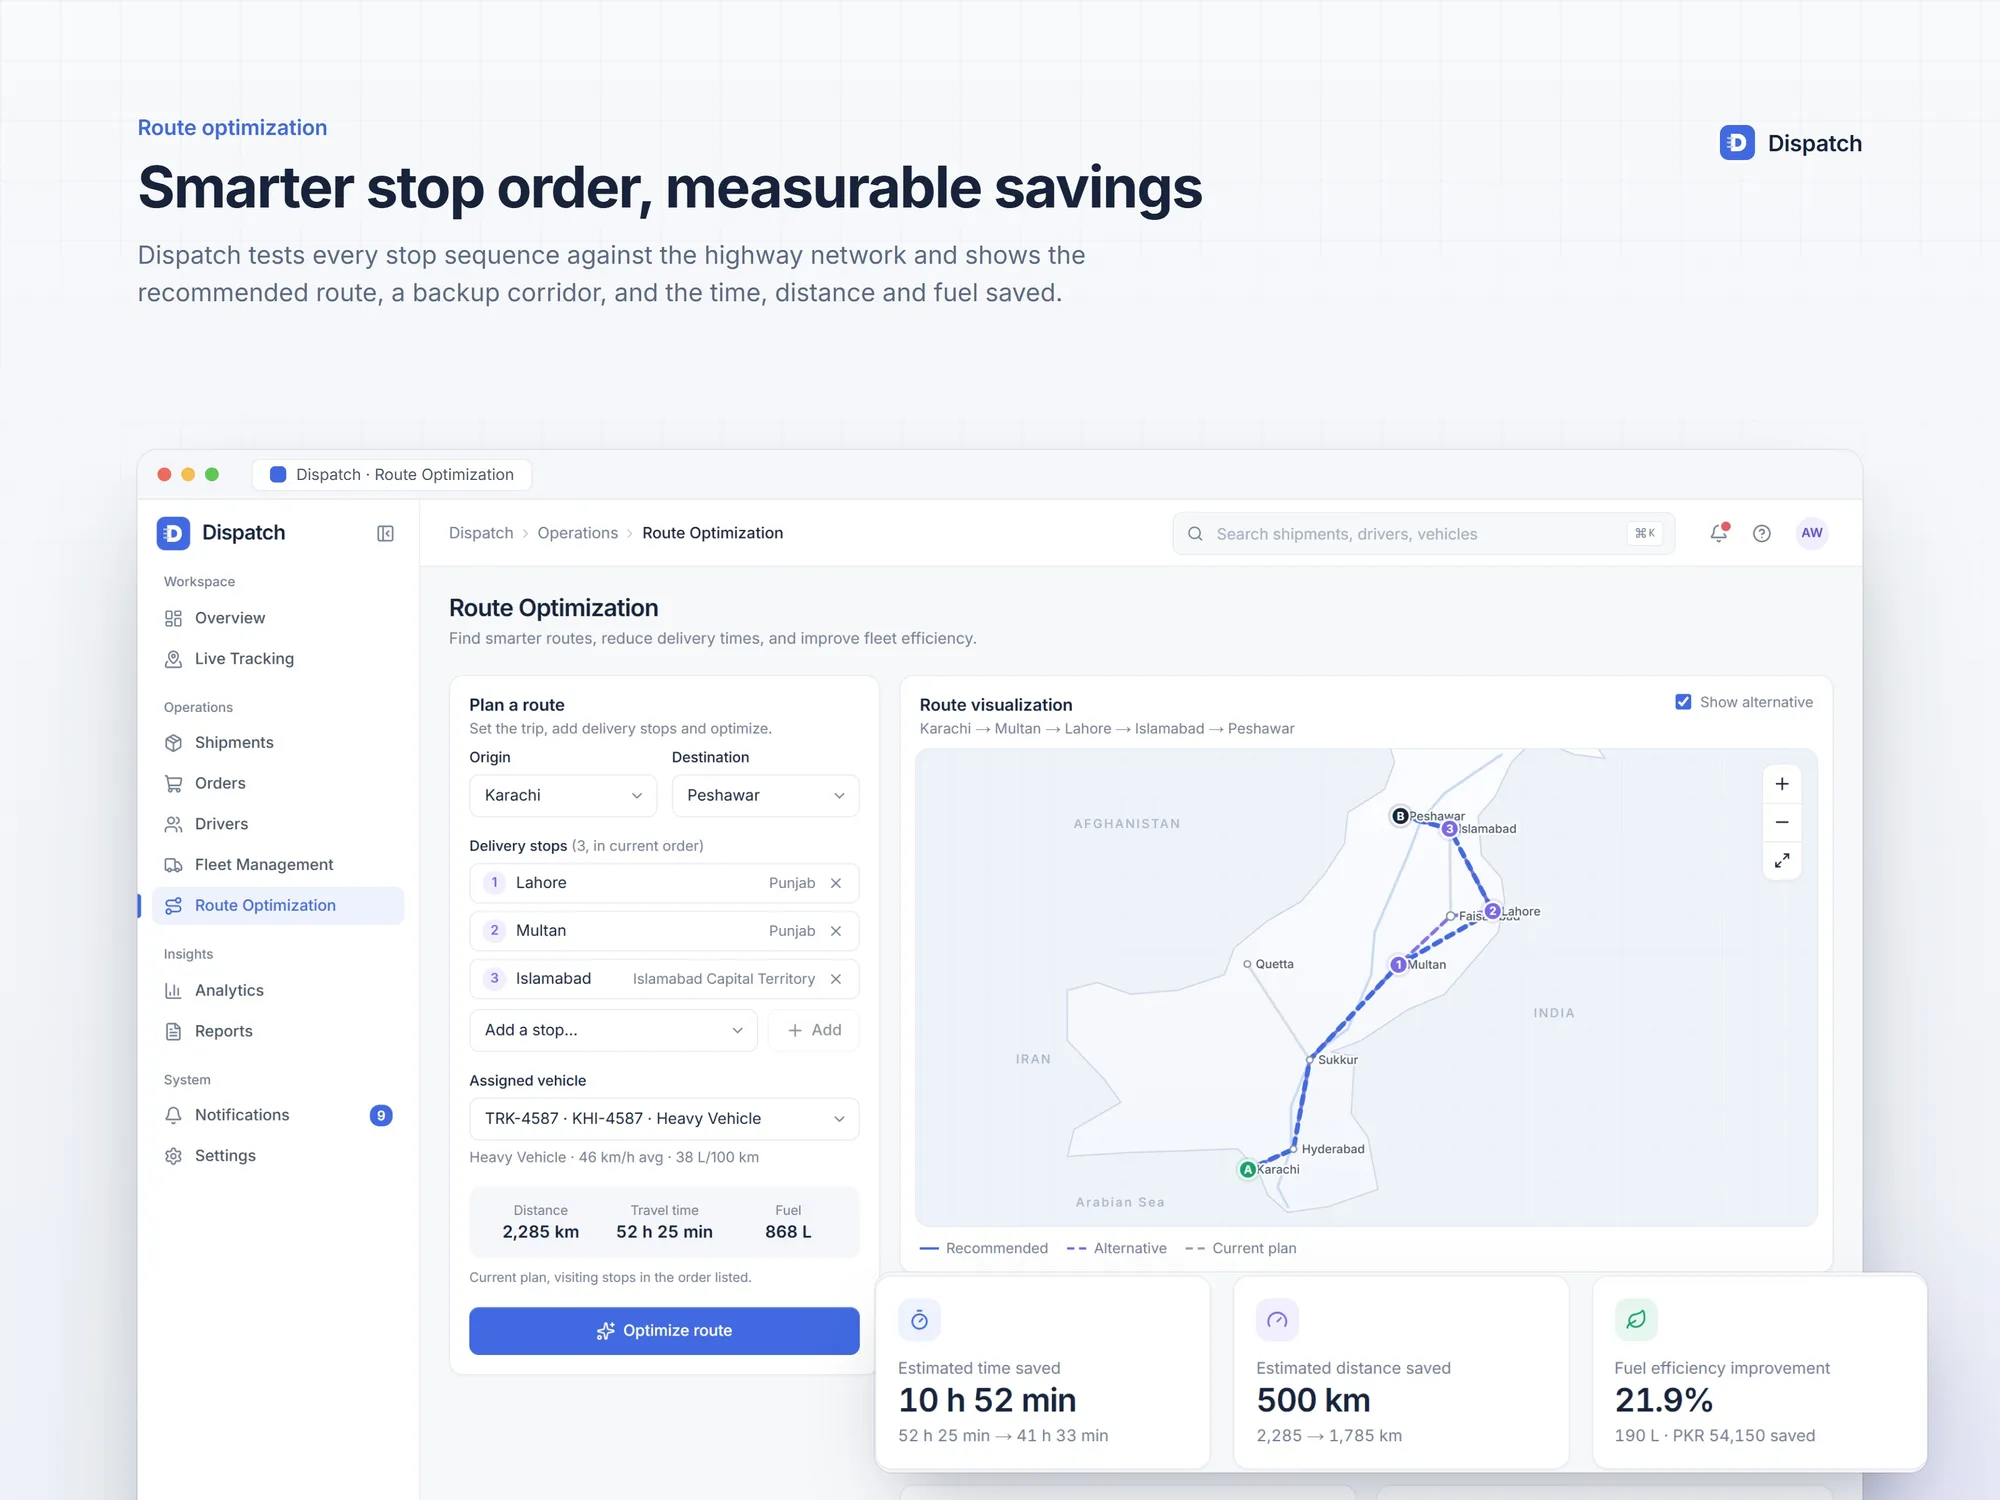 Route optimization
Smarter stop order, measurable savings
Dispatch tests every stop sequence against the highway network and shows the
recommended route, a backup corridor, and the time, distance and fuel saved.
Dispatch
Dispatch · Route Optimization
Dispatch
Workspace
Overview
Live Tracking
Operations
Shipments
Orders
Drivers
Fleet Management
Route Optimization
Insights
Analytics
Reports
System
Notifications 9
Settings
Dispatch › Operations › Route Optimization
Search shipments, drivers, vehicles ⌘K
AW
Route Optimization
Find smarter routes, reduce delivery times, and improve fleet efficiency.
Plan a route
Set the trip, add delivery stops and optimize.
Origin Destination
Karachi Peshawar
Delivery stops (3, in current order)
1 Lahore Punjab
2 Multan Punjab
3 Islamabad Islamabad Capital Territory
Add a stop... + Add
Assigned vehicle
TRK-4587 · KHI-4587 · Heavy Vehicle
Heavy Vehicle · 46 km/h avg · 38 L/100 km
Distance Travel time Fuel
2,285 km 52 h 25 min 868 L
Current plan, visiting stops in the order listed.
Optimize route
Route visualization
Show alternative
Karachi → Multan → Lahore → Islamabad → Peshawar
AFGHANISTAN
B Peshawar
3 Islamabad
2 Lahore
1 Multan
Quetta
INDIA
IRAN
Sukkur
Hyderabad
A Karachi
Arabian Sea
Recommended Alternative Current plan
Estimated time saved
10 h 52 min
52 h 25 min → 41 h 33 min
Estimated distance saved
500 km
2,285 → 1,785 km
Fuel efficiency improvement
21.9%
190 L · PKR 54,150 saved